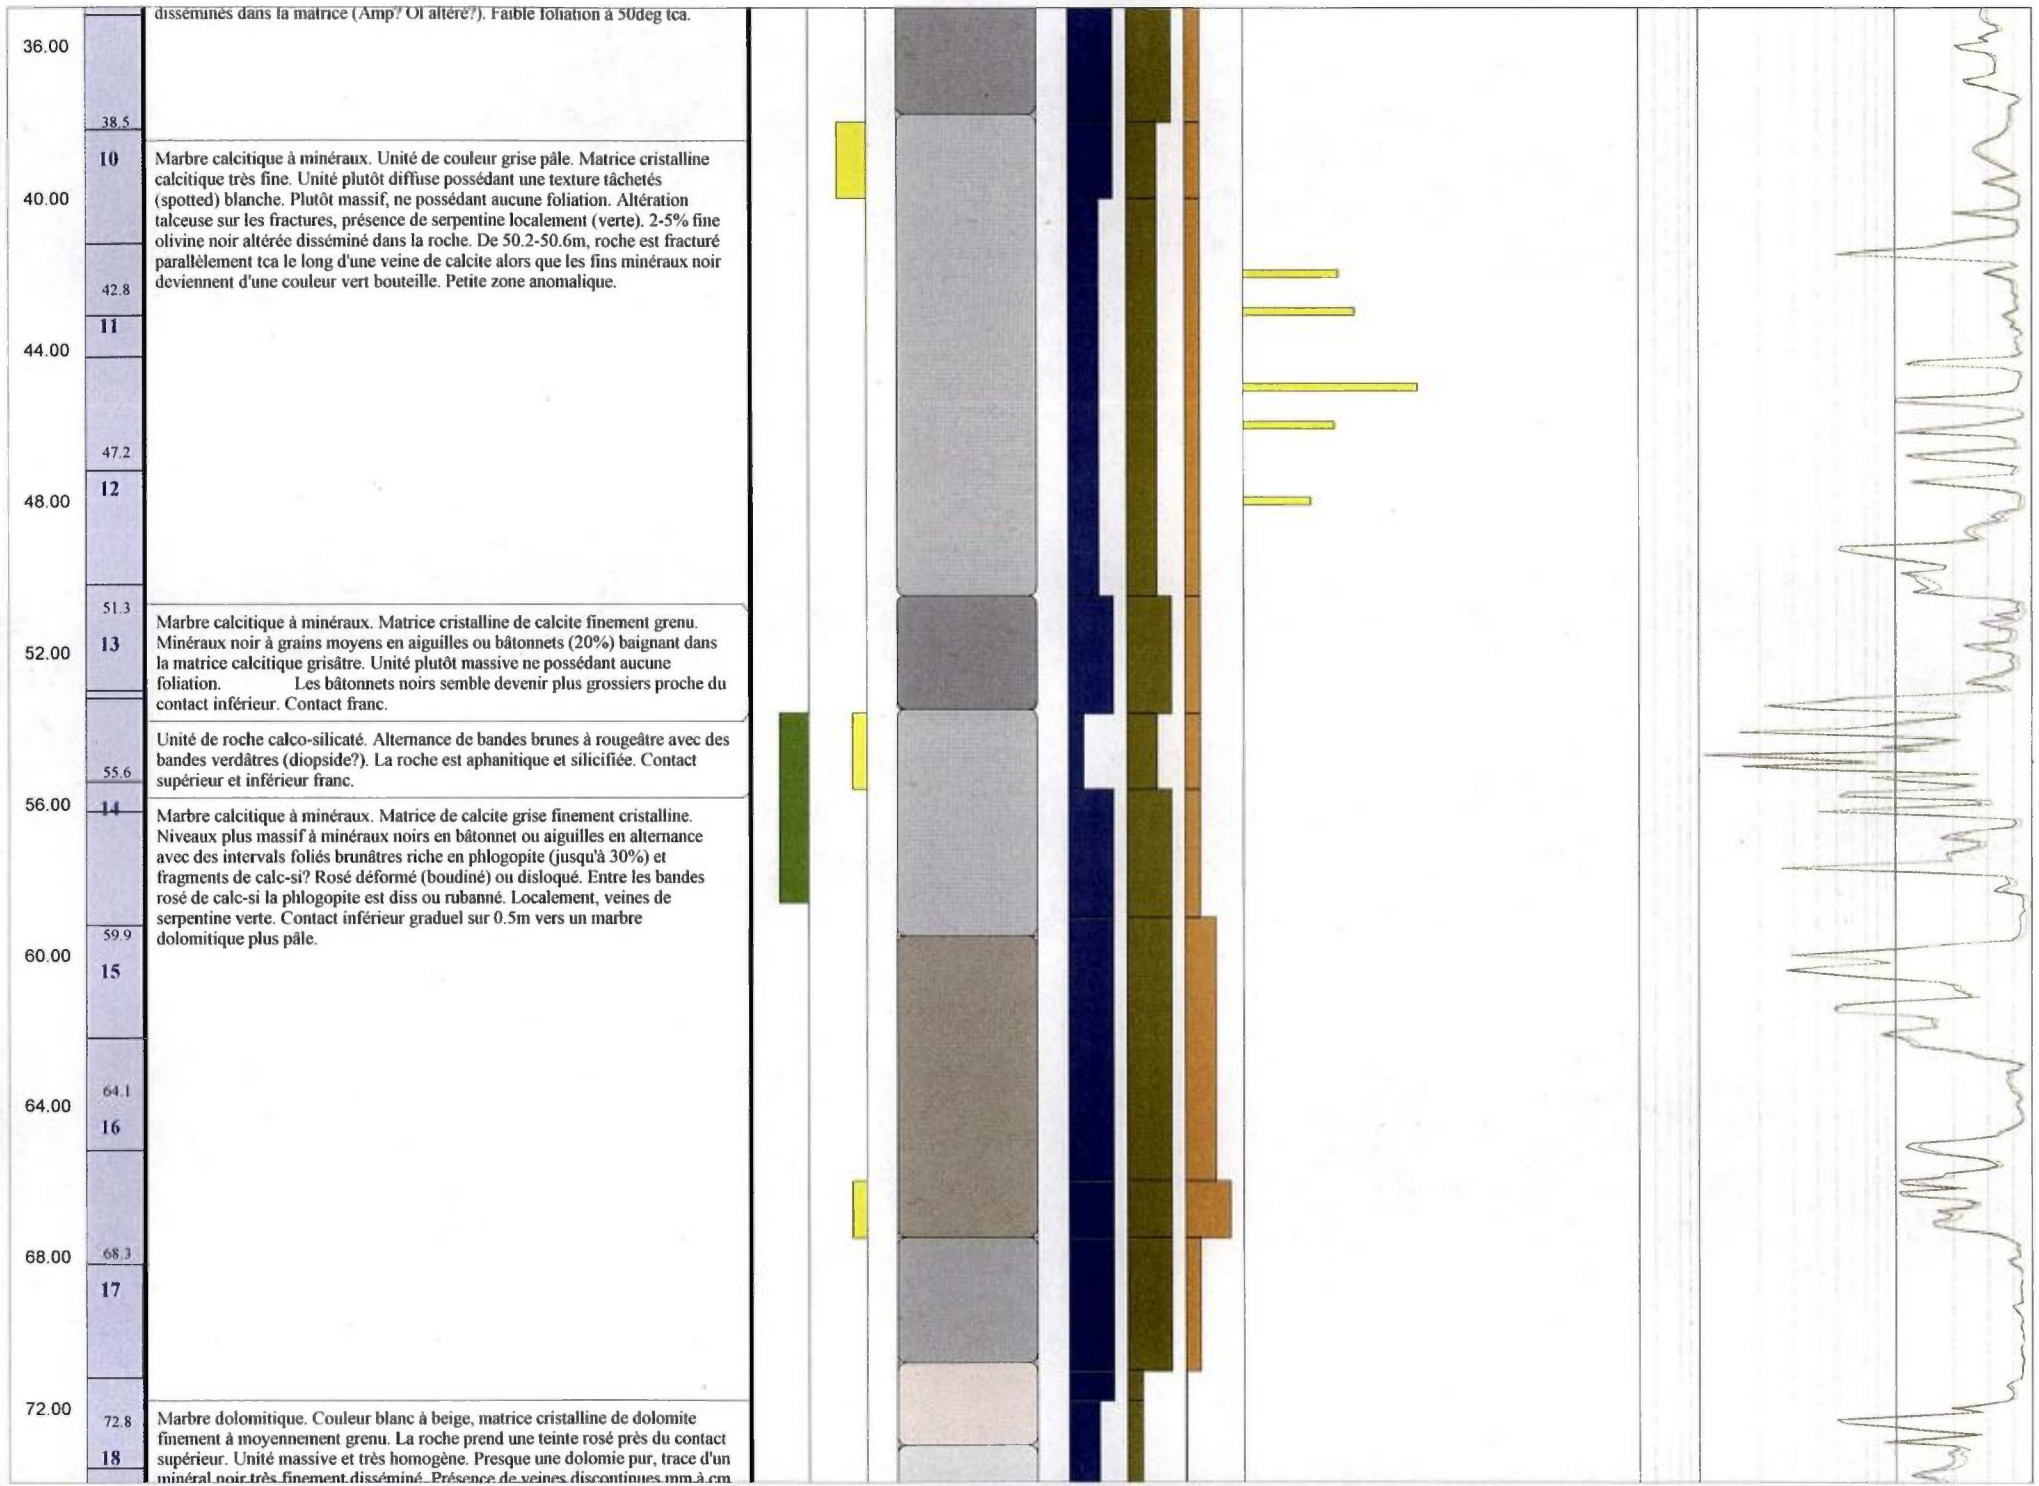 disséminés dans la matrice (Amp? Ol altéré?). Faible foliation à 50deg tca.
36.00
38.5
10
Marbre calcitique à minéraux. Unité de couleur grise pâle. Matrice cristalline
calcitique très fine. Unité plutôt diffuse possédant une texture tâchetés
(spotted) blanche. Plutôt massif, ne possédant aucune foliation. Altération
talceuse sur les fractures, présence de serpentine localement (verte). 2-5% fine
olivine noir altérée disséminé dans la roche. De 50.2-50.6m, roche est fracturé
parallèlement tca le long d'une veine de calcite alors que les fins minéraux noir
deviennent d'une couleur vert bouteille. Petite zone anomalique.
40.00
42.8
11
44.00
47.2
12
48.00
51.3
13
52.00
Marbre calcitique à minéraux. Matrice cristalline de calcite finement grenu.
Minéraux noir à grains moyens en aiguilles ou bâtonnets (20%) baignant dans
la matrice calcitique grisâtre. Unité plutôt massive ne possédant aucune
foliation. Les bâtonnets noirs semble devenir plus grossiers proche du
contact inférieur. Contact franc.
Unité de roche calco-silicaté. Alternance de bandes brunes à rougeâtre avec des
bandes verdâtres (diopside?). La roche est aphanitique et silicifiée. Contact
supérieur et inférieur franc.
55.6
56.00
14
Marbre calcitique à minéraux. Matrice de calcite grise finement cristalline.
Niveaux plus massif à minéraux noirs en bâtonnet ou aiguilles en alternance
avec des intervals foliés brunâtres riche en phlogopite (jusqu'à 30%) et
fragments de calc-si? Rosé déformé (boudiné) ou disloqué. Entre les bandes
rosé de calc-si la phlogopite est diss ou rubanné. Localement, veines de
serpentine verte. Contact inférieur graduel sur 0.5m vers un marbre
dolomitique plus pâle.
59.9
60.00
15
64.1
64.00
16
68.3
68.00
17
72.00
72.8
18
Marbre dolomitique. Couleur blanc à beige, matrice cristalline de dolomite
finement à moyennement grenu. La roche prend une teinte rosé près du contact
supérieur. Unité massive et très homogène. Presque une dolomie pur, trace d'un
minéral noir très finement disséminé. Présence de veines discontinues mm à cm